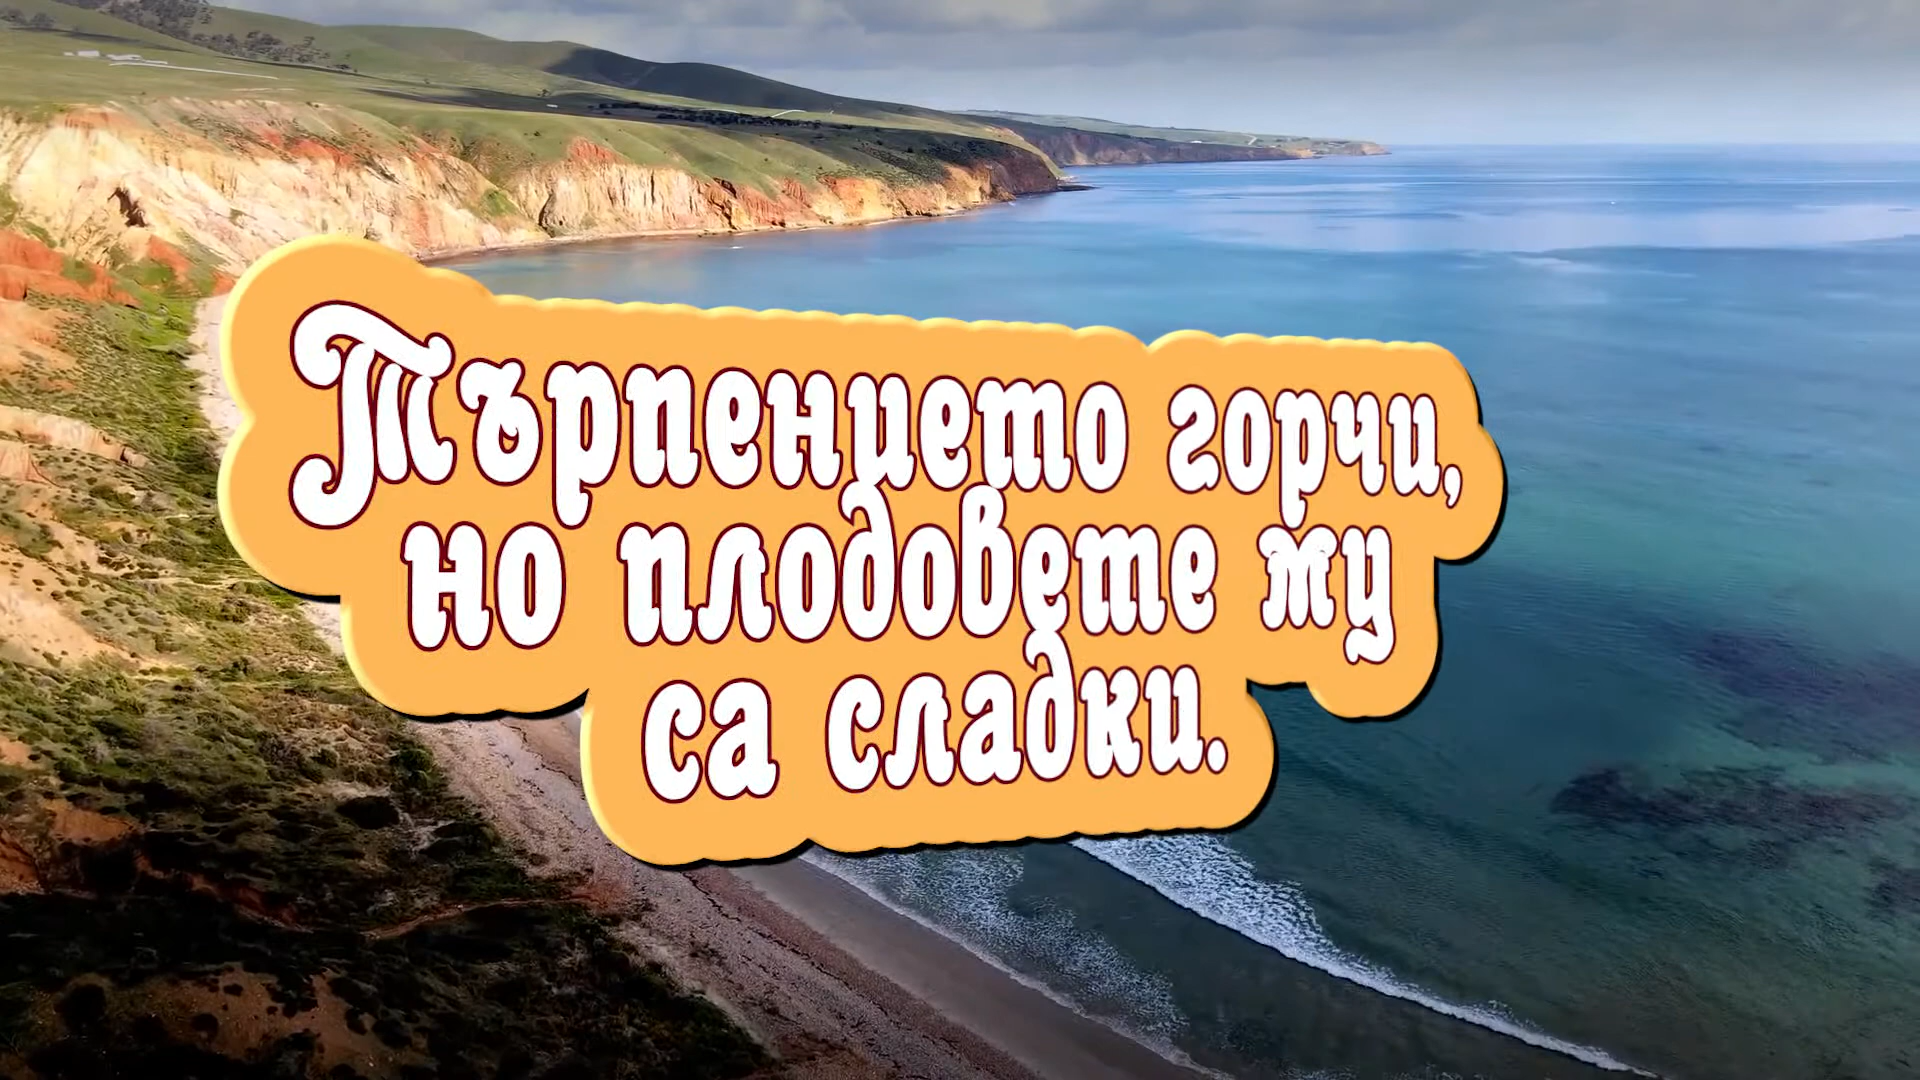 Търпението горчи,
но плодовете му
са сладки.